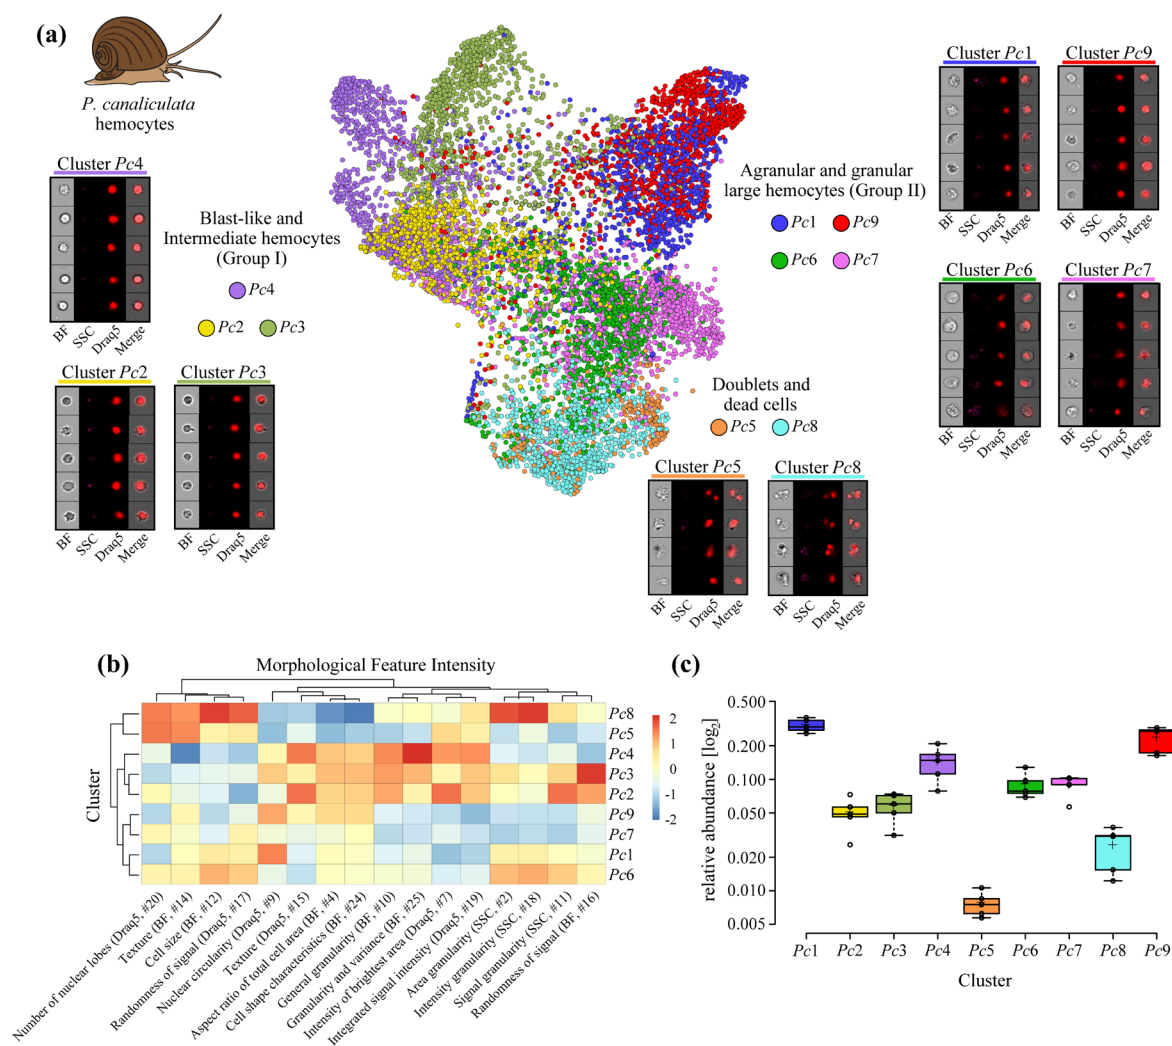 (a)
P. canaliculata
hemocytes
Cluster Pc4
BF SSC Draq5 Merge
Blast-like and
Intermediate hemocytes
(Group I)
Pc4
Pc2 Pc3
Cluster Pc2
BF SSC Draq5 Merge
Cluster Pc3
BF SSC Draq5 Merge
Agranular and granular
large hemocytes (Group II)
Pc1 Pc9
Pc6 Pc7
Cluster Pc1
BF SSC Draq5 Merge
Cluster Pc9
BF SSC Draq5 Merge
Cluster Pc6
BF SSC Draq5 Merge
Cluster Pc7
BF SSC Draq5 Merge
Doublets and
dead cells
Pc5 Pc8
Cluster Pc5
BF SSC Draq5 Merge
Cluster Pc8
BF SSC Draq5 Merge
(b)
Morphological Feature Intensity
Cluster
Pc8
Pc5
Pc4
Pc3
Pc2
Pc9
Pc7
Pc1
Pc6
2
1
0
-1
-2
Number of nuclear lobes (Draq5, #20)
Texture (BF, #14)
Cell size (BF, #12)
Randomness of signal (Draq5, #17)
Nuclear circularity (Draq5, #9)
Texture (Draq5, #15)
Aspect ratio of total cell area (BF, #4)
Cell shape characteristics (BF, #24)
General granularity (BF, #10)
Granularity and variance (BF, #25)
Intensity of brightest area (Draq5, #7)
Integrated signal intensity (Draq5, #19)
Area granularity (SSC, #2)
Intensity granularity (SSC, #18)
Signal granularity (SSC, #11)
Randomness of signal (BF, #16)
(c)
relative abundance [log2]
0.500
0.200
0.100
0.050
0.020
0.010
0.005
Pc1 Pc2 Pc3 Pc4 Pc5 Pc6 Pc7 Pc8 Pc9
Cluster